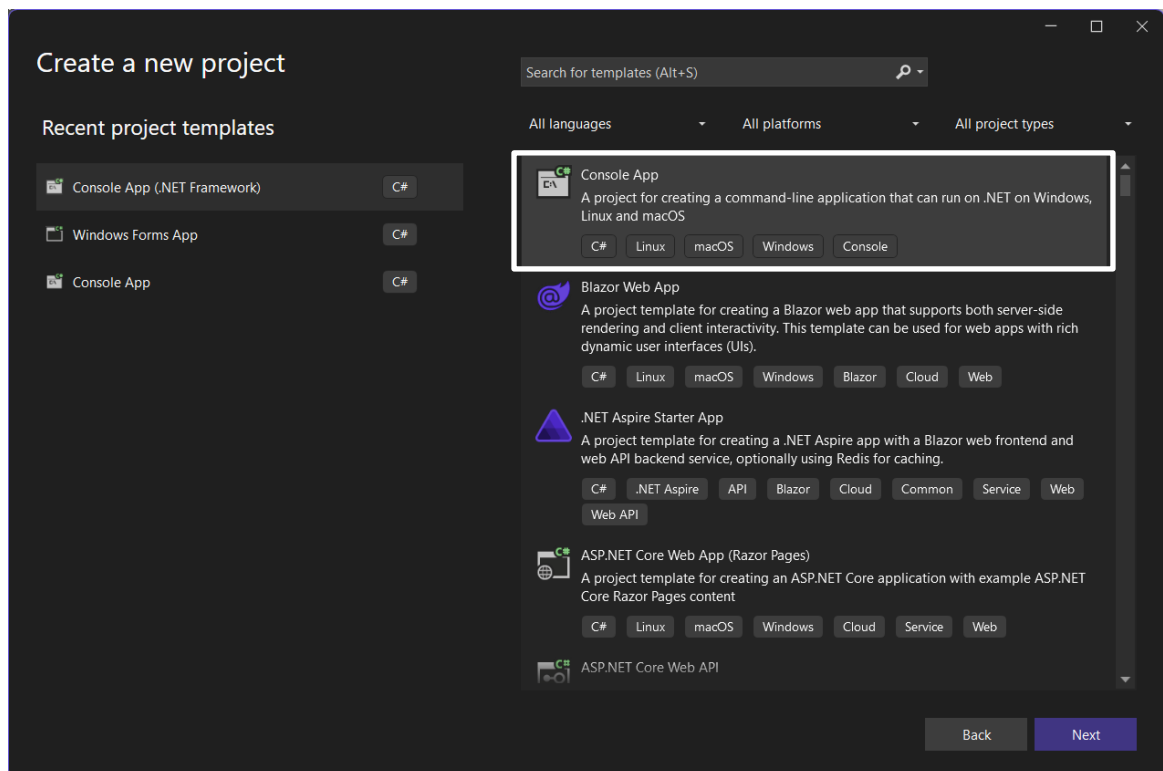 Create a new project
Search for templates (Alt+S)
Recent project templates
All languages
All platforms
All project types
Console App (.NET Framework)
C#
Windows Forms App
C#
Console App
C#
C#
C:\
Console App
A project for creating a command-line application that can run on .NET on Windows,
Linux and macOS
C# Linux macOS Windows Console
Blazor Web App
A project template for creating a Blazor web app that supports both server-side
rendering and client interactivity. This template can be used for web apps with rich
dynamic user interfaces (UIs).
C# Linux macOS Windows Blazor Cloud Web
.NET Aspire Starter App
A project template for creating a .NET Aspire app with a Blazor web frontend and
web API backend service, optionally using Redis for caching.
C# .NET Aspire API Blazor Cloud Common Service Web
Web API
C#
ASP.NET Core Web App (Razor Pages)
A project template for creating an ASP.NET Core application with example ASP.NET
Core Razor Pages content
C# Linux macOS Windows Cloud Service Web
C#
ASP.NET Core Web API
Back
Next